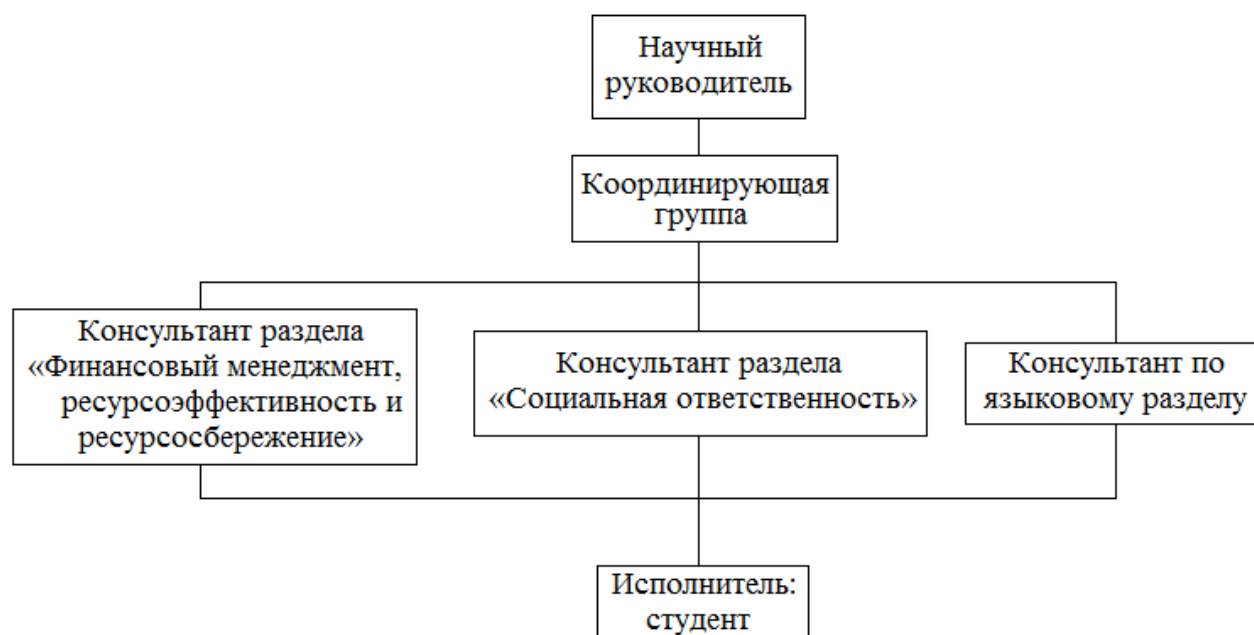 Научный
руководитель
Координирующая
группа
Консультант раздела
«Финансовый менеджмент,
ресурсоэффективность и
ресурсосбережение»
Консультант раздела
«Социальная ответственность»
Консультант по
языковому разделу
Исполнитель:
студент